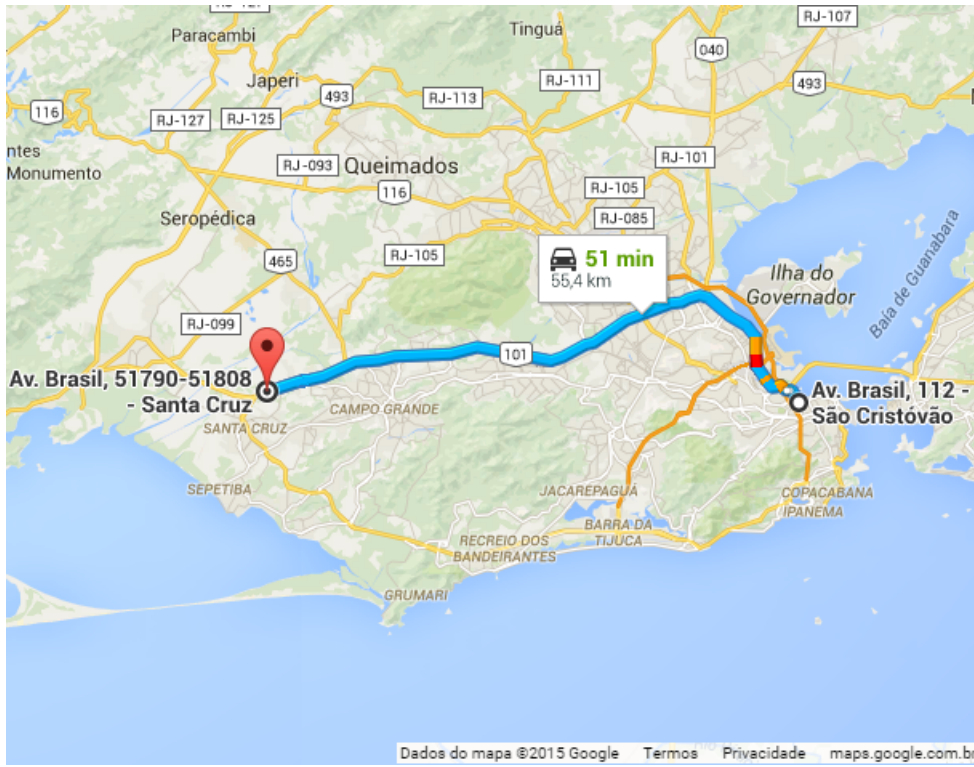 RJ-127
Paracambi
Tinguá
RJ-107
040
Japeri
RJ-111
493
493
RJ-113
116
RJ-127
RJ-125
ntes
Monumento
RJ-093
Queimados
RJ-101
116
RJ-105
Seropédica
RJ-085
RJ-105
465
51 min
55,4 km
Ilha do
Governador
Baía de Guanabara
RJ-099
101
Av. Brasil, 51790-51808
- Santa Cruz
Av. Brasil, 112 -
São Cristóvão
CAMPO GRANDE
SANTA CRUZ
SEPETIBA
JACAREPAGUÁ
COPACABANA
IPANEMA
BARRA DA
TIJUCA
RECREIO DOS
BANDEIRANTES
GRUMARI
Dados do mapa ©2015 Google Termos Privacidade maps.google.com.br